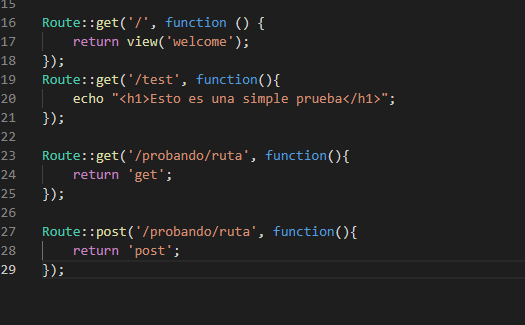 15
16 Route::get('/', function () {
17     return view('welcome');
18 });
19 Route::get('/test', function(){
20     echo "<h1>Esto es una simple prueba</h1>";
21 });
22
23 Route::get('/probando/ruta', function(){
24     return 'get';
25 });
26
27 Route::post('/probando/ruta', function(){
28     return 'post';
29 });